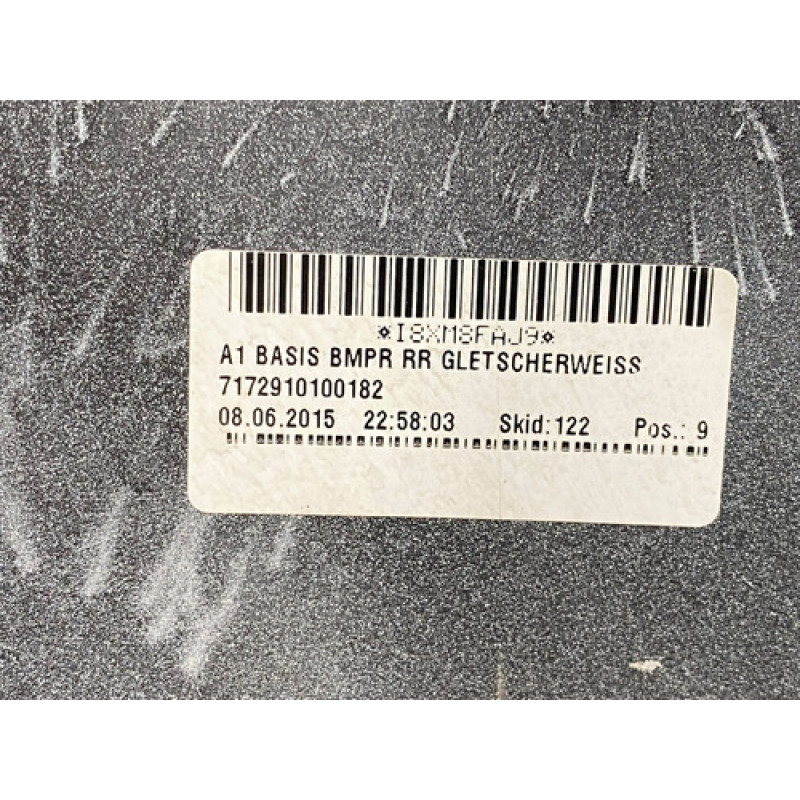 *I8XM8FAJ9*
A1 BASIS BMPR RR GLETSCHERWEISS
7172910100182
08.06.2015 22:58:03 Skid:122 Pos.: 9